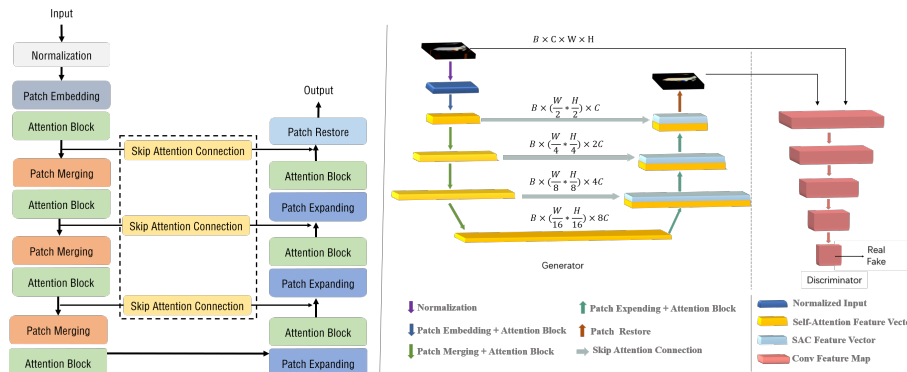 Input
Normalization
Patch Embedding
Attention Block
Skip Attention Connection
Patch Merging
Attention Block
Skip Attention Connection
Patch Merging
Attention Block
Skip Attention Connection
Patch Merging
Attention Block
Output
Patch Restore
Attention Block
Patch Expanding
Attention Block
Patch Expanding
Attention Block
Patch Expanding
B × C × W × H
B × (W/2 * H/2) × C
B × (W/4 * H/4) × 2C
B × (W/8 * H/8) × 4C
B × (W/16 * H/16) × 8C
Generator
Real
Fake
Discriminator
Normalization
Patch Embedding + Attention Block
Patch Merging + Attention Block
Patch Expending + Attention Block
Patch Restore
Skip Attention Connection
Normalized Input
Self-Attention Feature Vect
SAC Feature Vector
Conv Feature Map